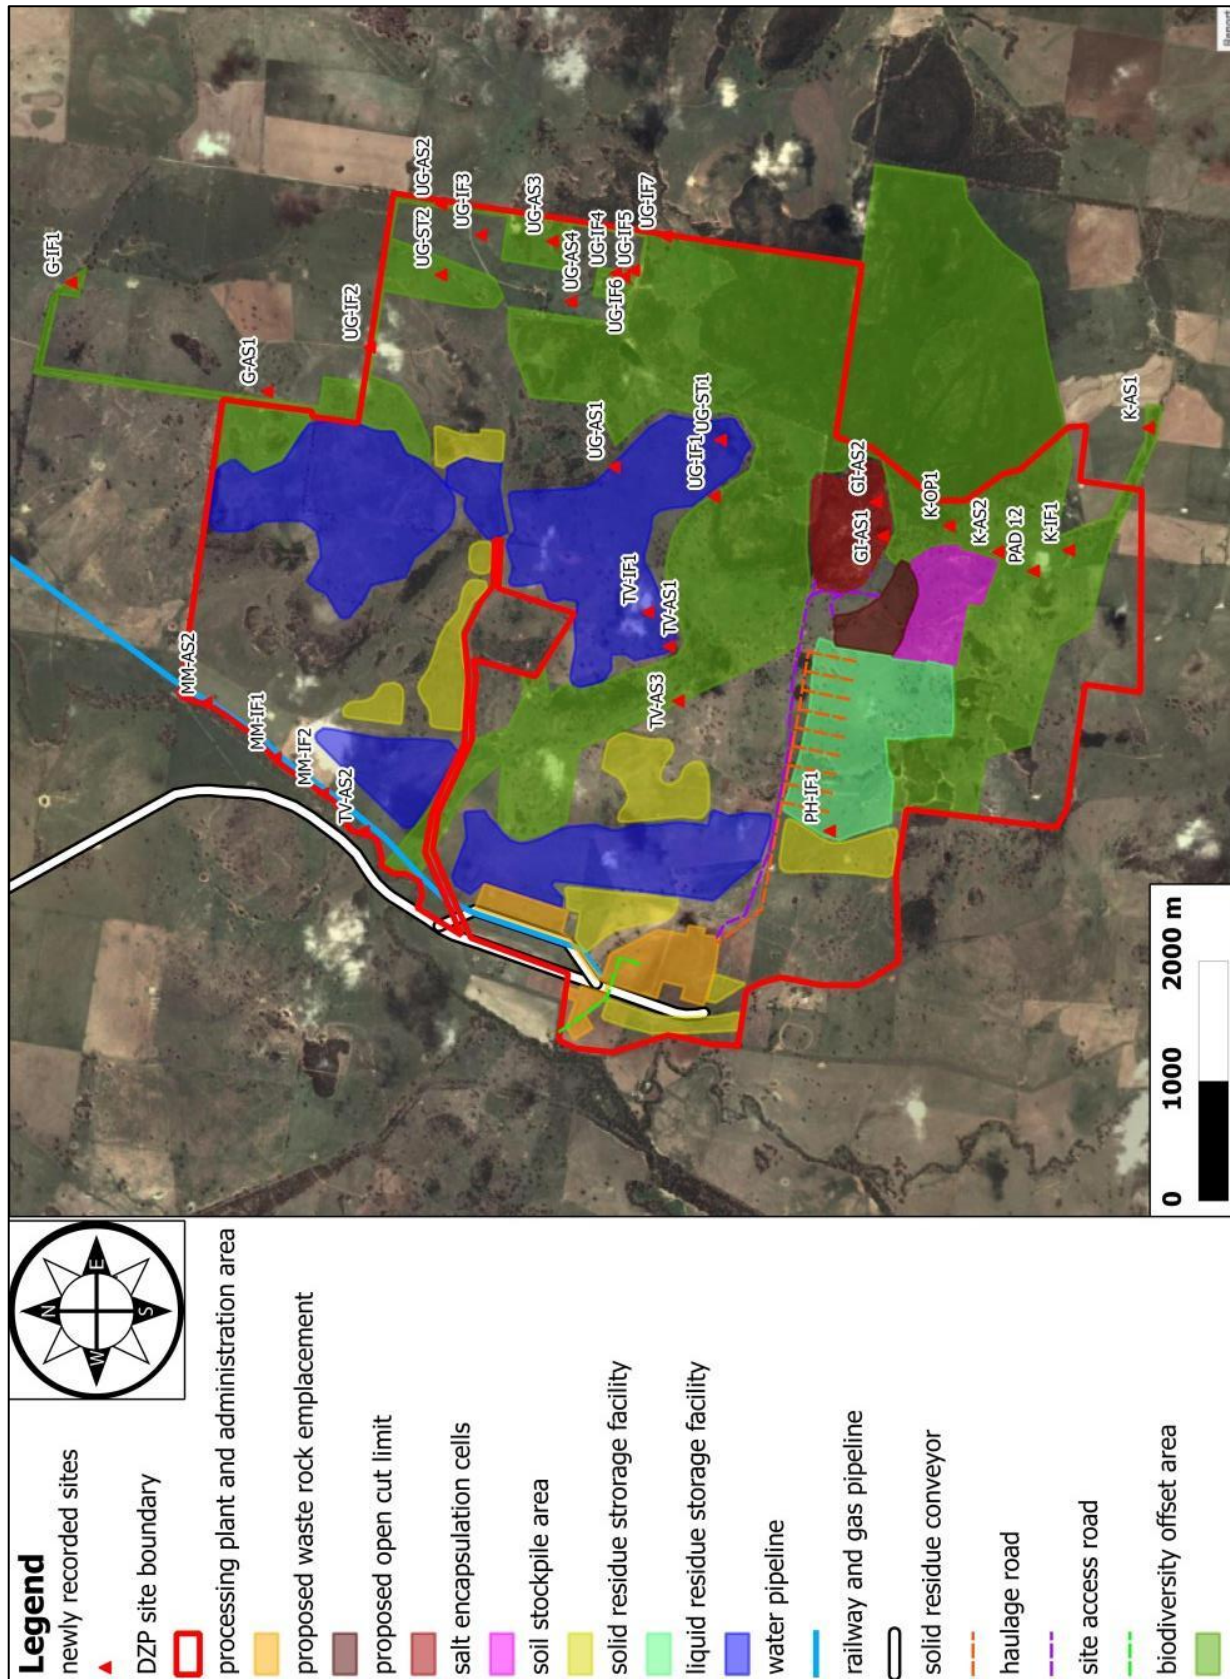 Legend
newly recorded sites
DZP site boundary
processing plant and administration area
proposed waste rock emplacement
proposed open cut limit
salt encapsulation cells
soil stockpile area
solid residue strorage facility
liquid residue storage facility
water pipeline
railway and gas pipeline
solid residue conveyor
haulage road
site access road
biodiversity offset area
N
W
E
S
G-IF1
G-AS1
UG-IF2
UG-AS2
UG-ST2
UG-IF3
UG-AS3
UG-AS4
UG-IF4
UG-IF5
UG-IF6
UG-IF7
MM-AS2
MM-IF1
MM-IF2
TV-AS2
UG-AS1
UG-ST1
UG-IF1
TV-IF1
TV-AS1
TV-AS3
GI-AS2
GI-AS1
K-OP1
K-AS2
PAD 12
K-IF1
K-AS1
PH-IF1
0 1000 2000 m
Report